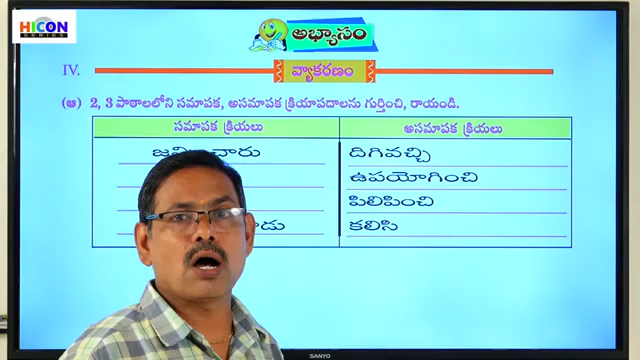 HICON
SERIES
అభ్యాసం
IV.
వ్యాకరణం
(ఆ) 2, 3 పాఠాలలోని సమాపక, అసమాపక క్రియాపదాలను గుర్తించి, రాయండి.
సమాపక క్రియలు అసమాపక క్రియలు
దిగివచ్చి
ఉపయోగించి
పిలిపించి
కలిసి
SANYO